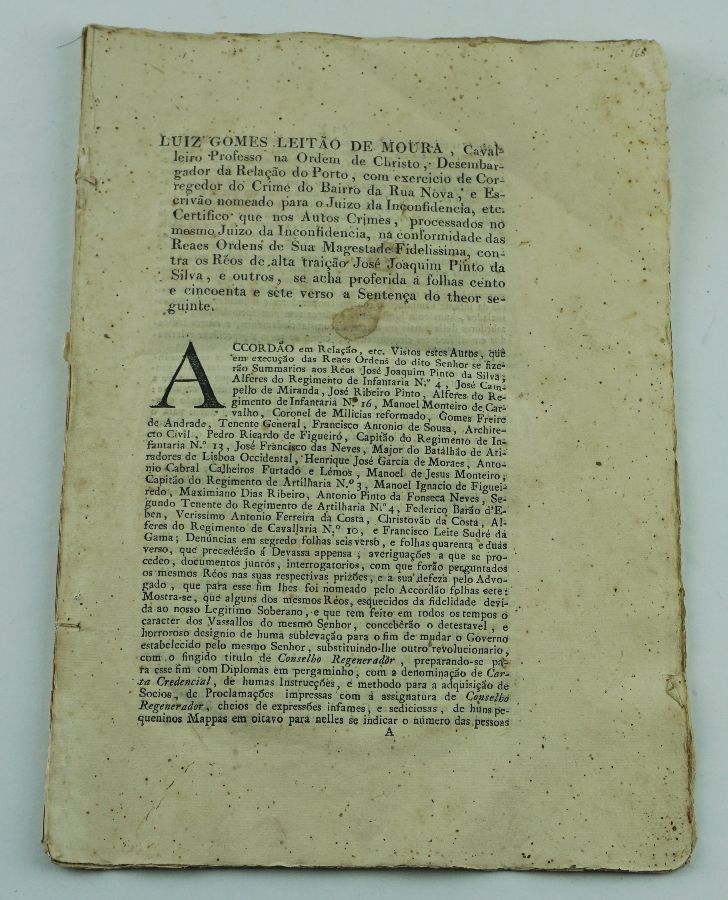 168
LUIZ GOMES LEITÃO DE MOURA, Caval-
leiro Professo na Ordem de Christo, Desembar-
gador da Relação do Porto, com exercicio de Cor-
regedor do Crime do Bairro da Rua Nova, e Es-
crivão nomeado para o Juizo da Inconfidencia, etc.
Certifico que nos Autos Crimes, processados no
mesmo Juizo da Inconfidencia, na conformidade das
Reaes Ordens de Sua Magestade Fidelissima, con-
tra os Réos de alta traição José Joaquim Pinto da
Silva, e outros, se acha proferida á folhas cento
e cincoenta e sete verso a Sentença do theor se-
guinte.
ACCORDÃO em Relação, etc. Vistos estes Autos, que
em execução das Reaes Ordens do dito Senhor se fize-
rão Summarios aos Réos José Joaquim Pinto da Silva,
Alferes do Regimento de Infantaria N.º 4, José Cam-
pello de Miranda, José Ribeiro Pinto, Alferes do Re-
gimento de Infantaria N.º 16, Manoel Monteiro de Car-
valho, Coronel de Milicias reformado, Gomes Freire
de Andrade, Tenente General, Francisco Antonio de Sousa, Archite-
cto Civil, Pedro Ricardo de Figueiró, Capitão do Regimento de In-
fantaria N.º 13, José Francisco das Neves, Major do Batalhão de Ati-
radores de Lisboa Occidental, Henrique José Garcia de Moraes, Anto-
nio Cabral Calheiros Furtado e Lemos, Manoel de Jesus Monteiro,
Capitão do Regimento de Artilharia N.º 3, Manoel Ignacio de Figuei-
redo, Maximiano Dias Ribeiro, Antonio Pinto da Fonseca Neves, Se-
gundo Tenente do Regimento de Artilharia N.º 4, Federico Barão d'E-
ben, Verissimo Antonio Ferreira da Costa, Christovão da Costa, Al-
feres do Regimento de Cavallaria N.º 10, e Francisco Leite Sudré da
Gama; Denúncias em segredo folhas seis verso, e folhas quarenta e duas
verso, que precedêrão á Devassa appensa; averiguações a que se pro-
cedeo, documentos juntos, interrogatorios, com que forão perguntados
os mesmos Réos nas suas respectivas prizões, e a sua defeza pelo Advo-
gado, que para esse fim lhes foi nomeado pelo Accordão folhas sete:
Mostra-se, que alguns dos mesmos Réos, esquecidos da fidelidade devi-
da ao nosso Legitimo Soberano, e que tem feito em todos os tempos o
caracter dos Vassallos do mesmo Senhor, concebêrão o detestavel, e
horroroso designio de huma sublevação para o fim de mudar o Governo
estabelecido pelo mesmo Senhor, substituindo-lhe outro revolucionario,
com o fingido titulo de Conselho Regenerador, preparando-se pa-
ra esse fim com Diplomas em pergaminho, com a denominação de Car-
ta Credencial, de humas Instrucções, e methodo para a adquisição de
Socios, de Proclamações impressas com a assignatura de Conselho
Regenerador, cheios de expressões infames, e sediciosas, de huns pe-
queninos Mappas em oitavo para nelles se indicar o número das pessoas
A